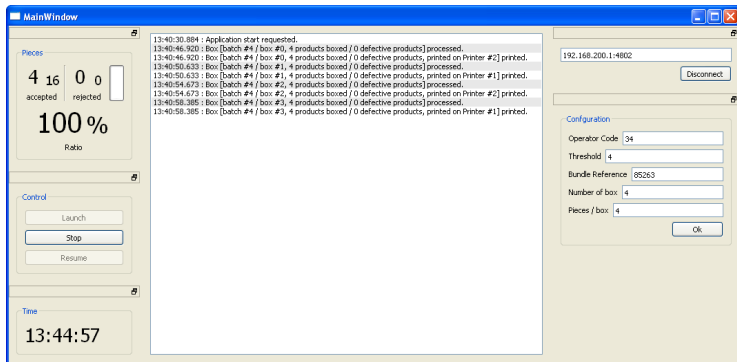 MainWindow
Pieces
4 16 0 0
accepted rejected
100 %
Ratio
Control
Launch
Stop
Resume
Time
13:44:57
13:40:30.884 : Application start requested.
13:40:46.920 : Box [batch #4 / box #0, 4 products boxed / 0 defective products] processed.
13:40:46.920 : Box [batch #4 / box #0, 4 products boxed / 0 defective products, printed on Printer #2] printed.
13:40:50.633 : Box [batch #4 / box #1, 4 products boxed / 0 defective products] processed.
13:40:50.633 : Box [batch #4 / box #1, 4 products boxed / 0 defective products, printed on Printer #1] printed.
13:40:54.673 : Box [batch #4 / box #2, 4 products boxed / 0 defective products] processed.
13:40:54.673 : Box [batch #4 / box #2, 4 products boxed / 0 defective products, printed on Printer #2] printed.
13:40:58.385 : Box [batch #4 / box #3, 4 products boxed / 0 defective products] processed.
13:40:58.385 : Box [batch #4 / box #3, 4 products boxed / 0 defective products, printed on Printer #1] printed.
192.168.200.1:4802
Disconnect
Configuration
Operator Code 34
Threshold 4
Bundle Reference 85263
Number of box 4
Pieces / box 4
Ok